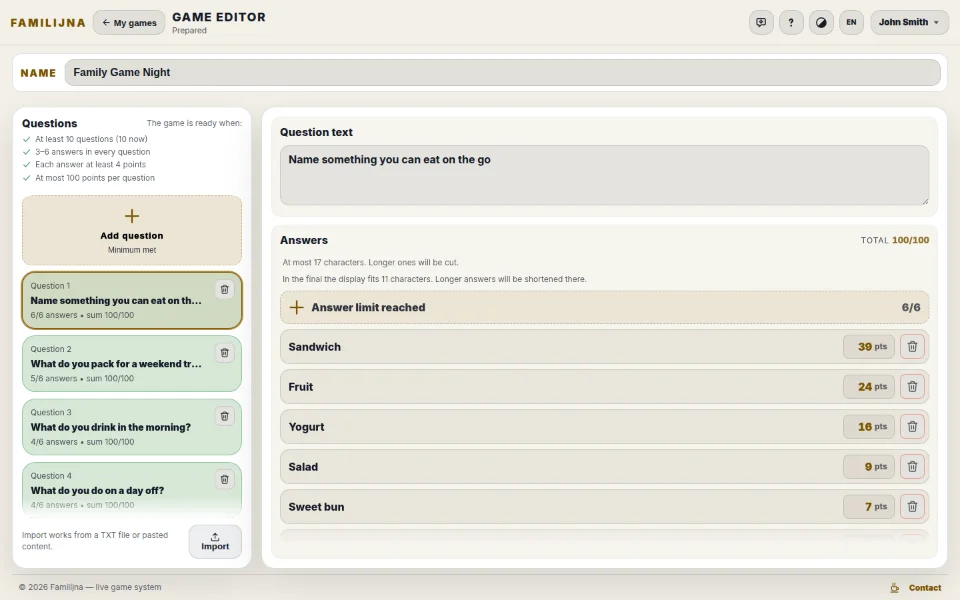 FAMILIJNA
← My games
GAME EDITOR
Prepared
?
EN
John Smith
NAME
Family Game Night
Questions
The game is ready when:
At least 10 questions (10 now)
3–6 answers in every question
Each answer at least 4 points
At most 100 points per question
Add question
Minimum met
Question 1
Name something you can eat on th...
6/6 answers • sum 100/100
Question 2
What do you pack for a weekend tr...
5/6 answers • sum 100/100
Question 3
What do you drink in the morning?
4/6 answers • sum 100/100
Question 4
What do you do on a day off?
4/6 answers • sum 100/100
Import works from a TXT file or pasted
content.
Import
Question text
Name something you can eat on the go
Answers
TOTAL 100/100
At most 17 characters. Longer ones will be cut.
In the final the display fits 11 characters. Longer answers will be shortened there.
Answer limit reached
6/6
Sandwich
39 pts
Fruit
24 pts
Yogurt
16 pts
Salad
9 pts
Sweet bun
7 pts
© 2026 Familijna — live game system
Contact